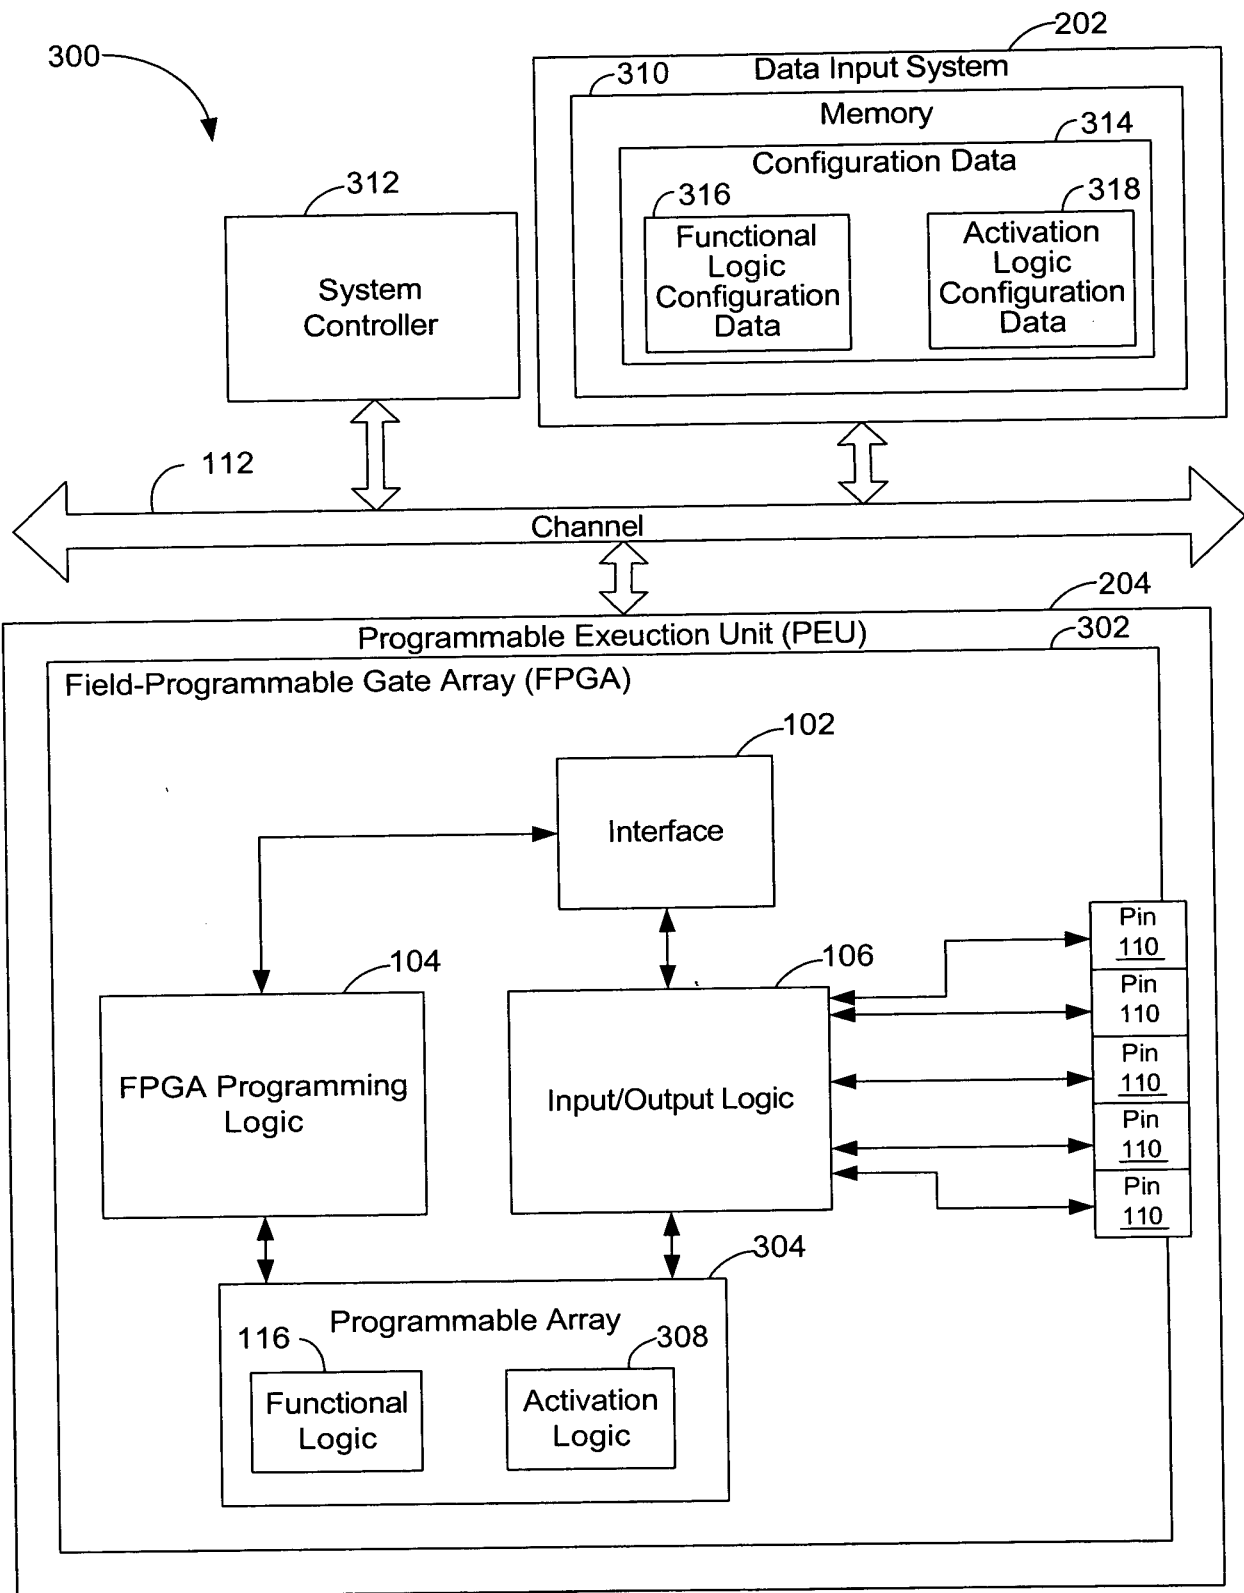 300
202
Data Input System
310
Memory
314
Configuration Data
316
318
Functional
Logic
Configuration
Data
Activation
Logic
Configuration
Data
312
System
Controller
112
Channel
204
Programmable Exeuction Unit (PEU)
302
Field-Programmable Gate Array (FPGA)
102
Interface
104
FPGA Programming
Logic
106
Input/Output Logic
Pin
110
Pin
110
Pin
110
Pin
110
Pin
110
304
Programmable Array
116
308
Functional
Logic
Activation
Logic